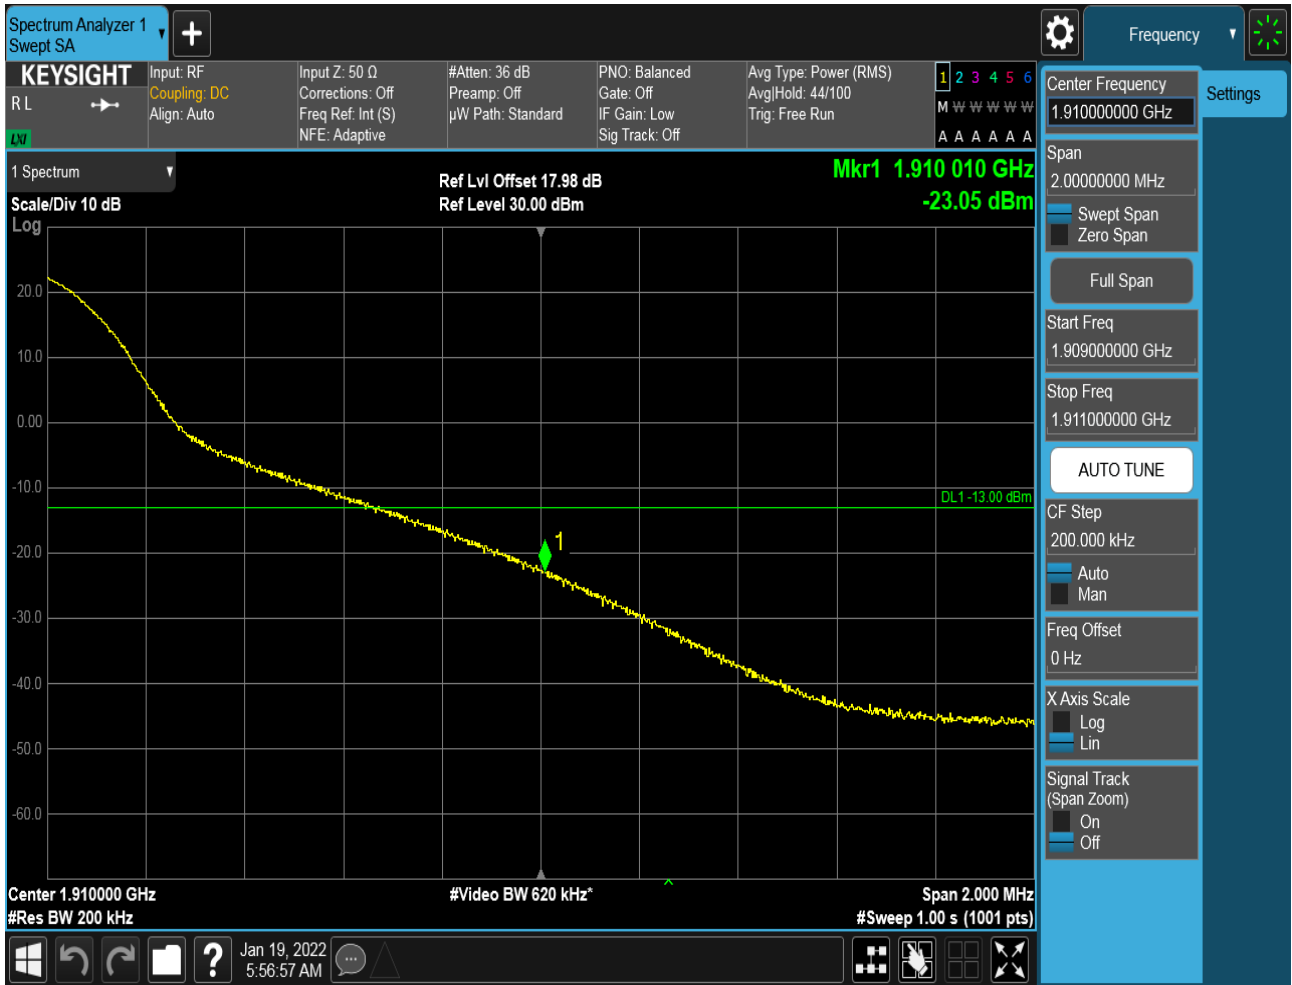 Spectrum Analyzer 1
Swept SA
Frequency
KEYSIGHT
R L
LXI
Input: RF
Coupling: DC
Align: Auto
Input Z: 50 Ω
Corrections: Off
Freq Ref: Int (S)
NFE: Adaptive
#Atten: 36 dB
Preamp: Off
µW Path: Standard
PNO: Balanced
Gate: Off
IF Gain: Low
Sig Track: Off
Avg Type: Power (RMS)
Avg|Hold: 44/100
Trig: Free Run
1 2 3 4 5 6
M W W W W W
A A A A A A
1 Spectrum
Scale/Div 10 dB
Log
Ref Lvl Offset 17.98 dB
Ref Level 30.00 dBm
Mkr1 1.910 010 GHz
-23.05 dBm
20.0
10.0
0.00
-10.0
-20.0
-30.0
-40.0
-50.0
-60.0
DL1 -13.00 dBm
1
Center 1.910000 GHz
#Res BW 200 kHz
#Video BW 620 kHz*
Span 2.000 MHz
#Sweep 1.00 s (1001 pts)
Jan 19, 2022
5:56:57 AM
?
Center Frequency
1.910000000 GHz
Settings
Span
2.00000000 MHz
Swept Span
Zero Span
Full Span
Start Freq
1.909000000 GHz
Stop Freq
1.911000000 GHz
AUTO TUNE
CF Step
200.000 kHz
Auto
Man
Freq Offset
0 Hz
X Axis Scale
Log
Lin
Signal Track
(Span Zoom)
On
Off